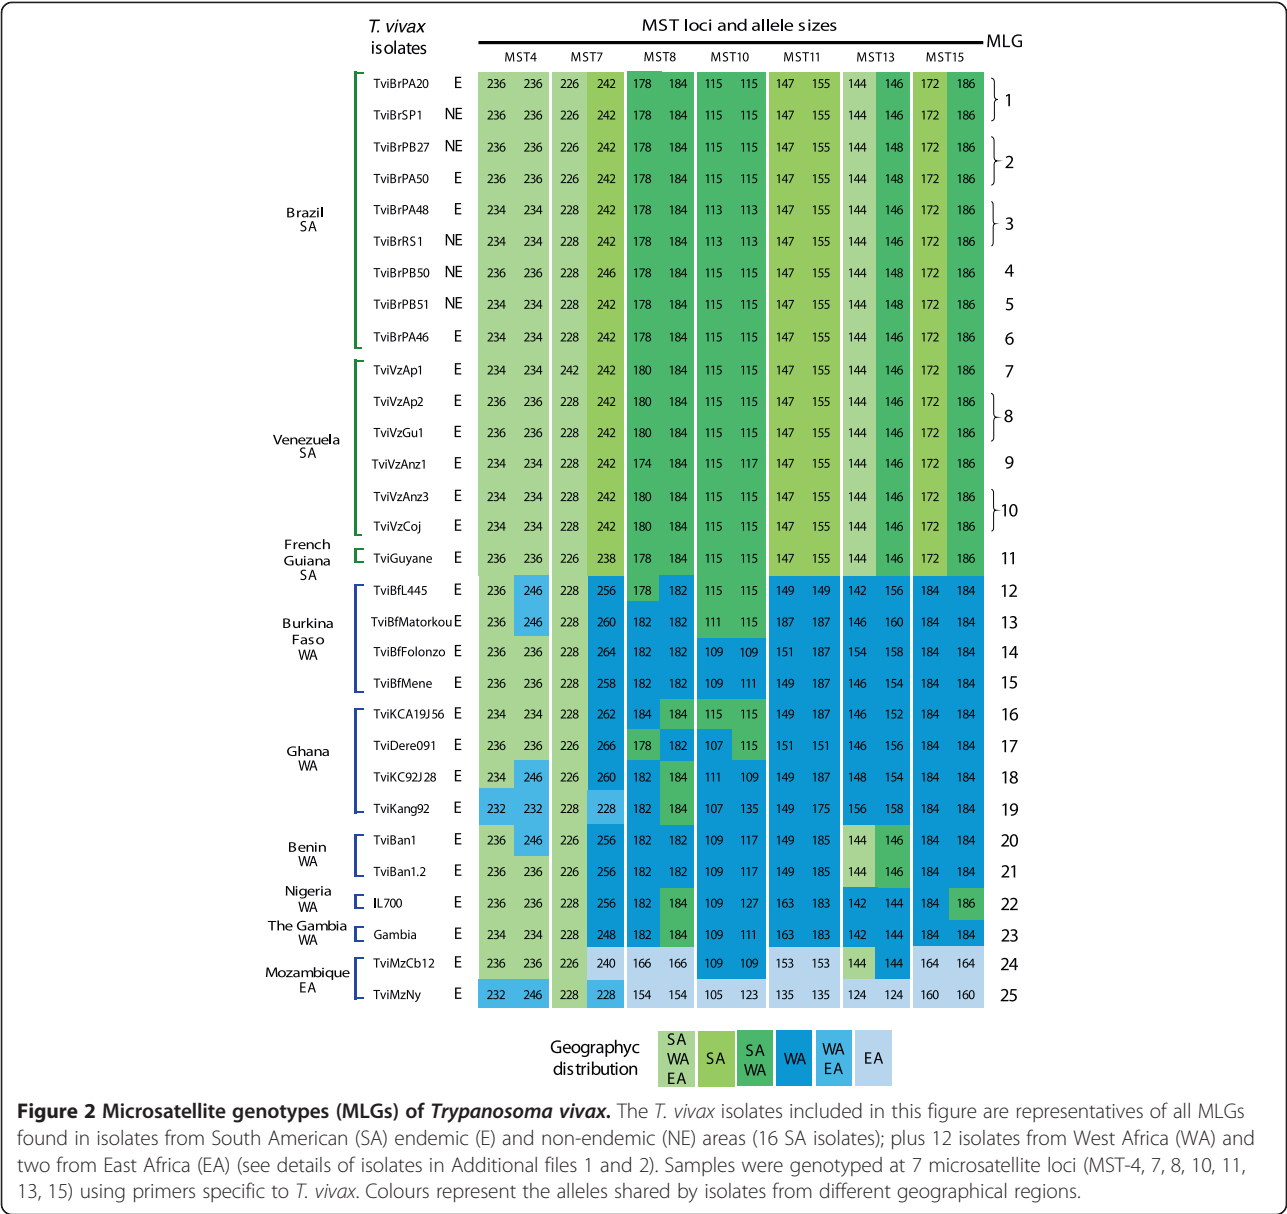 T. vivax isolates
MST loci and allele sizes
MLG
MST4 MST7 MST8 MST10 MST11 MST13 MST15
Brazil SA
TviBrPA20 E 236 236 226 242 178 184 115 115 147 155 144 146 172 186 1
TviBrSP1 NE 236 236 226 242 178 184 115 115 147 155 144 146 172 186
TviBrPB27 NE 236 236 226 242 178 184 115 115 147 155 144 148 172 186 2
TviBrPA50 E 236 236 226 242 178 184 115 115 147 155 144 148 172 186
TviBrPA48 E 234 234 228 242 178 184 113 113 147 155 144 146 172 186 3
TviBrRS1 NE 234 234 228 242 178 184 113 113 147 155 144 146 172 186
TviBrPB50 NE 236 236 228 246 178 184 115 115 147 155 144 148 172 186 4
TviBrPB51 NE 234 234 228 242 178 184 115 115 147 155 144 148 172 186 5
TviBrPA46 E 234 234 228 242 178 184 115 115 147 155 144 146 172 186 6
Venezuela SA
TviVzAp1 E 234 234 242 242 180 184 115 115 147 155 144 146 172 186 7
TviVzAp2 E 236 236 228 242 180 184 115 115 147 155 144 146 172 186 8
TviVzGu1 E 236 236 228 242 180 184 115 115 147 155 144 146 172 186
TviVzAnz1 E 234 234 228 242 174 184 115 117 147 155 144 146 172 186 9
TviVzAnz3 E 234 234 228 242 180 184 115 115 147 155 144 146 172 186 10
TviVzCoj E 234 234 228 242 180 184 115 115 147 155 144 146 172 186
French Guiana SA
TviGuyane E 236 236 226 238 178 184 115 115 147 155 144 146 172 186 11
Burkina Faso WA
TviBfL445 E 236 246 228 256 178 182 115 115 149 149 142 156 184 184 12
TviBfMatorkou E 236 246 228 260 182 182 111 115 187 187 146 160 184 184 13
TviBfFolonzo E 236 236 228 264 182 182 109 109 151 187 154 158 184 184 14
TviBfMene E 236 236 228 258 182 182 109 111 149 187 146 154 184 184 15
Ghana WA
TviKCA19J56 E 234 234 228 262 184 184 115 115 149 187 146 152 184 184 16
TviDere091 E 236 236 226 266 178 182 107 115 151 151 146 156 184 184 17
TviKC92J28 E 234 246 226 260 182 184 111 109 149 187 148 154 184 184 18
TviKang92 E 232 232 228 228 182 184 107 135 149 175 156 158 184 184 19
Benin WA
TviBan1 E 236 246 226 256 182 182 109 117 149 185 144 146 184 184 20
TviBan1.2 E 236 236 226 256 182 182 109 117 149 185 144 146 184 184 21
Nigeria WA
IL700 E 236 236 228 256 182 184 109 127 163 183 142 144 184 186 22
The Gambia WA
Gambia E 234 234 228 248 182 184 109 111 163 183 142 144 184 184 23
Mozambique EA
TviMzCb12 E 236 236 226 240 166 166 109 109 153 153 144 144 164 164 24
TviMzNy E 232 246 228 228 154 154 105 123 135 135 124 124 160 160 25
Geographyc distribution
SA WA EA
SA
SA WA
WA
WA EA
EA
Figure 2 Microsatellite genotypes (MLGs) of Trypanosoma vivax. The T. vivax isolates included in this figure are representatives of all MLGs
found in isolates from South American (SA) endemic (E) and non-endemic (NE) areas (16 SA isolates); plus 12 isolates from West Africa (WA) and
two from East Africa (EA) (see details of isolates in Additional files 1 and 2). Samples were genotyped at 7 microsatellite loci (MST-4, 7, 8, 10, 11,
13, 15) using primers specific to T. vivax. Colours represent the alleles shared by isolates from different geographical regions.